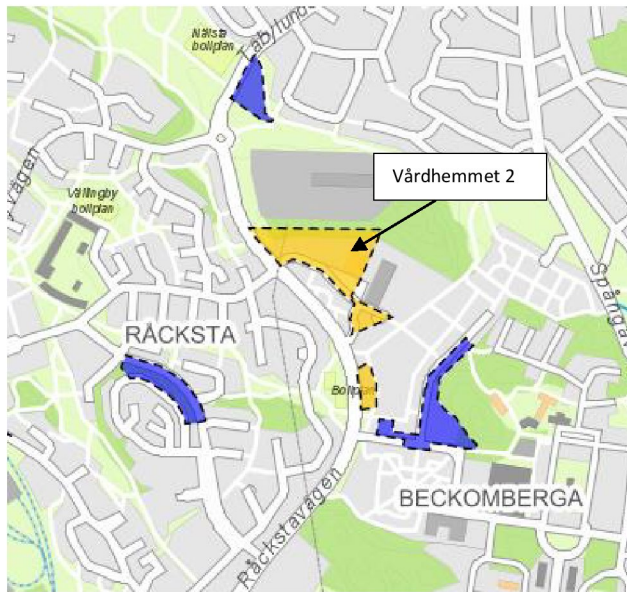 Nälsta
bollplan
Vårdhemmet 2
Vällingby
bollplan
RÅCKSTA
Bollplan
BECKOMBERGA
Råckstavägen